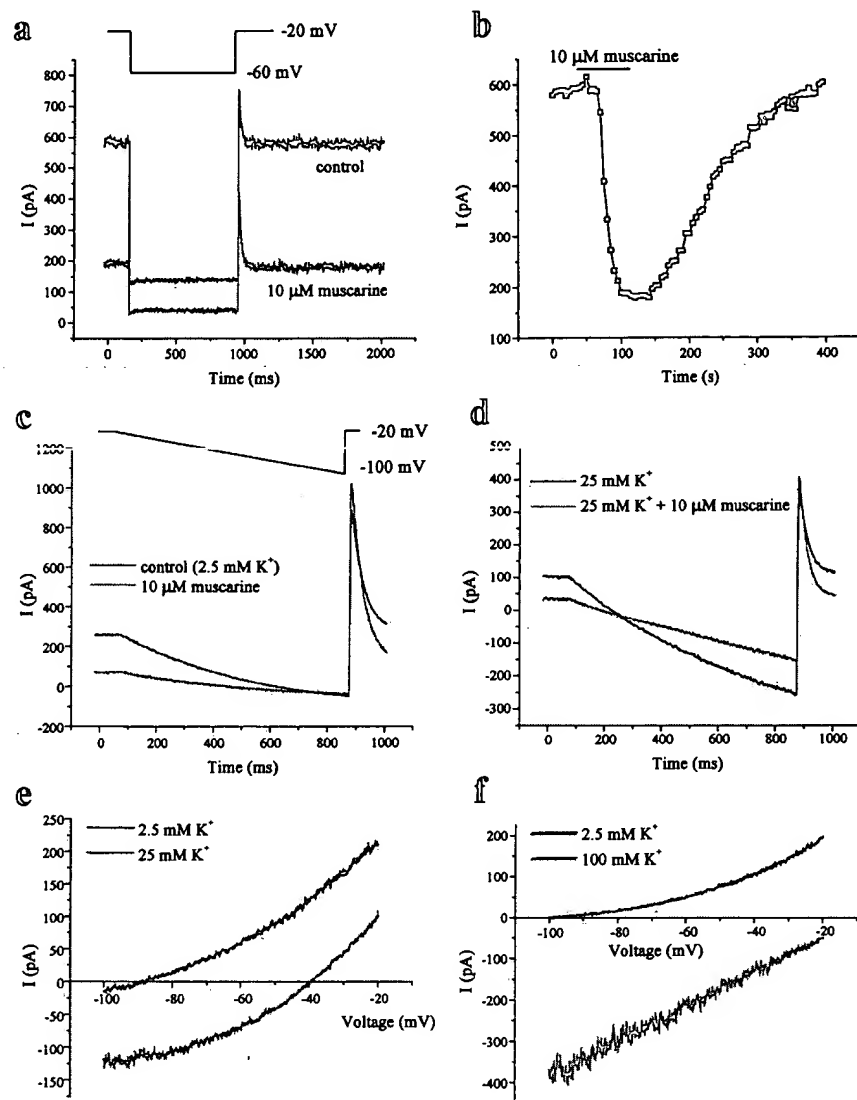 a
-20 mV
-60 mV
800
700
600
500
400
300
200
100
0
I (pA)
control
10 μM muscarine
0 500 1000 1500 2000
Time (ms)
b
10 μM muscarine
600
500
400
300
200
100
I (pA)
0 100 200 300 400
Time (s)
c
-20 mV
-100 mV
1200
1000
800
600
400
200
0
-200
I (pA)
control (2.5 mM K⁺)
10 μM muscarine
0 200 400 600 800 1000
Time (ms)
d
500
400
300
200
100
0
-100
-200
-300
I (pA)
25 mM K⁺
25 mM K⁺ + 10 μM muscarine
0 200 400 600 800 1000
Time (ms)
e
250
200
150
100
50
0
-50
-100
-150
I (pA)
2.5 mM K⁺
25 mM K⁺
-100 -80 -60 -40 -20
Voltage (mV)
f
200
100
0
-100
-200
-300
-400
I (pA)
I (pA)
2.5 mM K⁺
100 mM K⁺
-100 -80 -60 -40 -20
Voltage (mV)